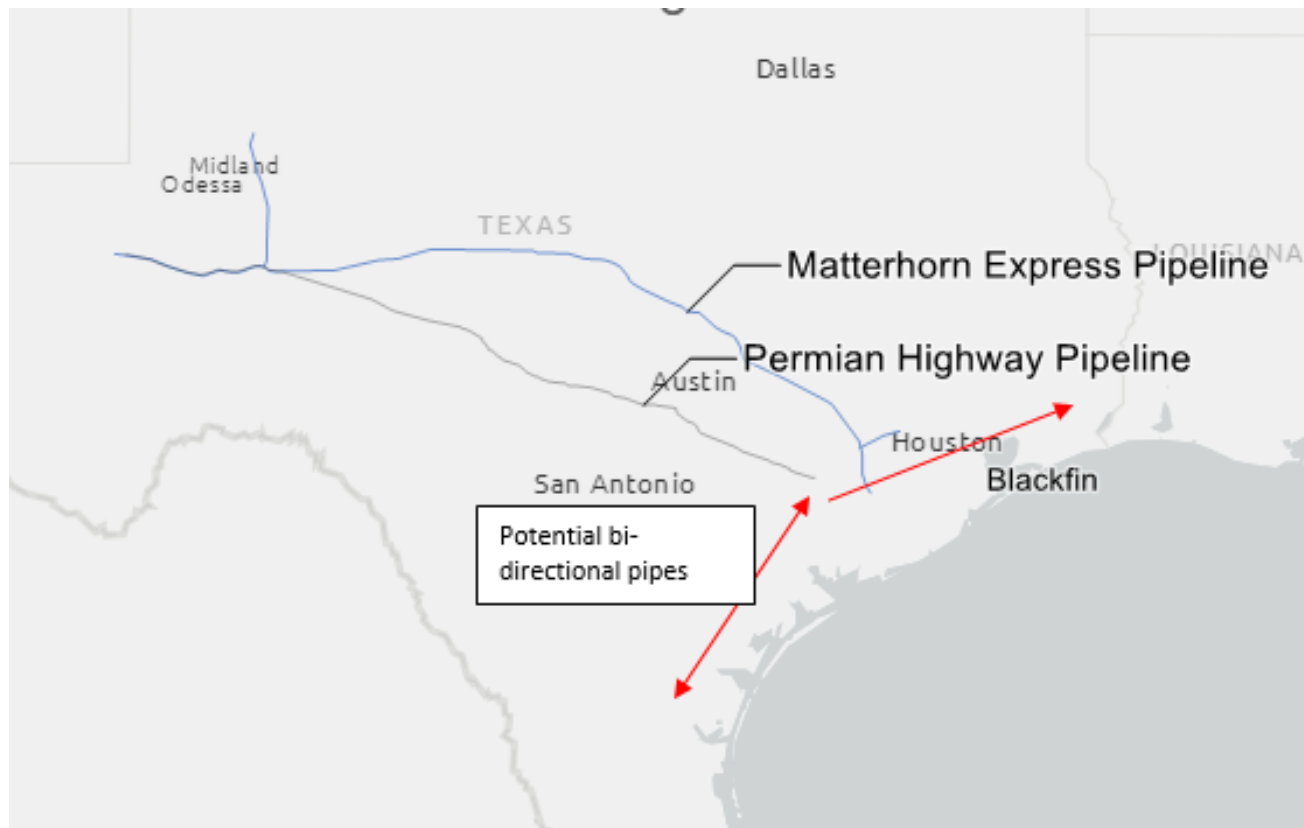 Dallas
Midland
Odessa
TEXAS
LOUISIANA
Matterhorn Express Pipeline
Permian Highway Pipeline
Austin
Houston
Blackfin
San Antonio
Potential bi-
directional pipes